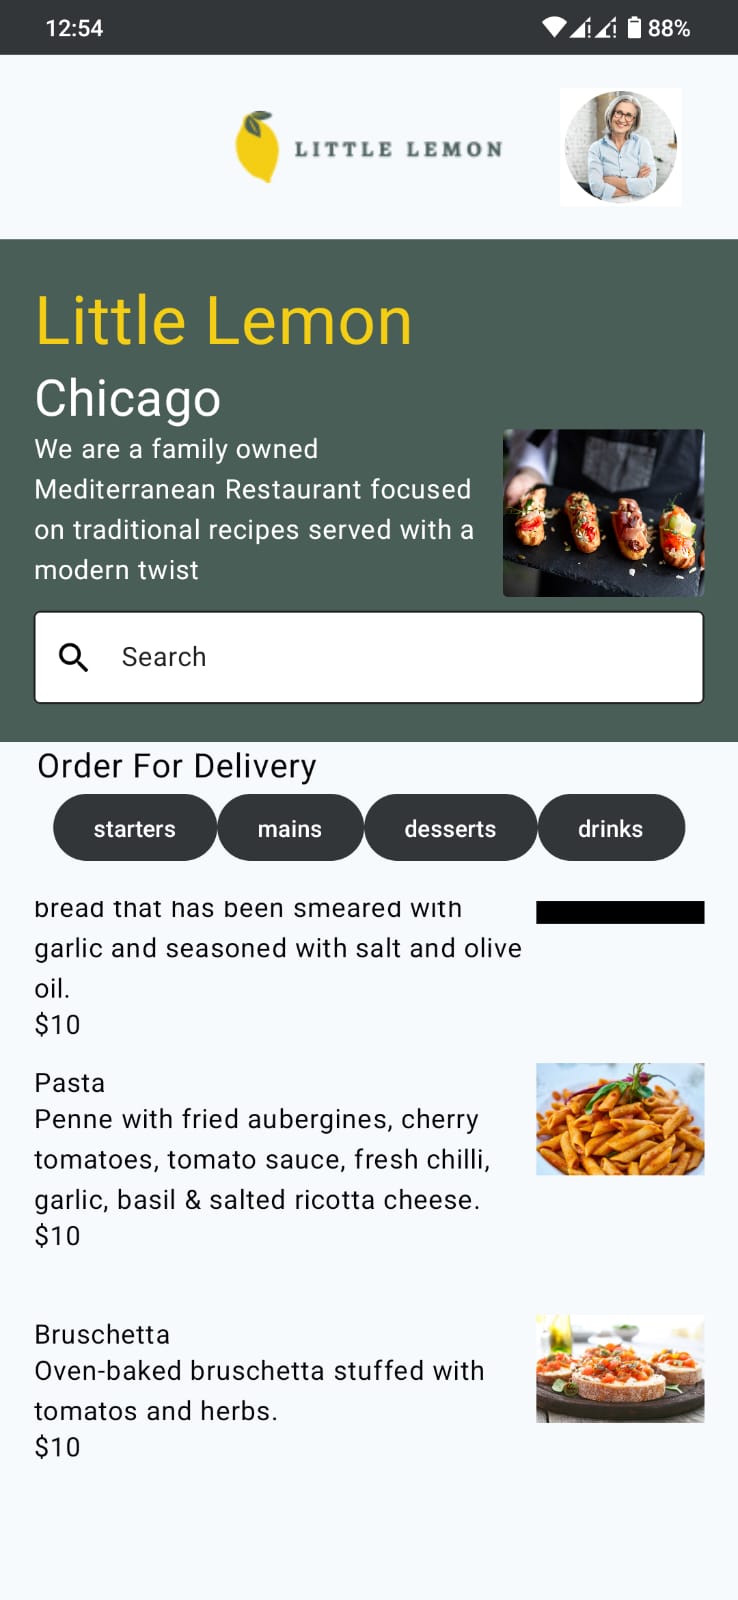 12:54
88%
LITTLE LEMON
Little Lemon
Chicago
We are a family owned
Mediterranean Restaurant focused
on traditional recipes served with a
modern twist
Search
Order For Delivery
starters mains desserts drinks
bread that has been smeared with
garlic and seasoned with salt and olive
oil.
$10
Pasta
Penne with fried aubergines, cherry
tomatoes, tomato sauce, fresh chilli,
garlic, basil & salted ricotta cheese.
$10
Bruschetta
Oven-baked bruschetta stuffed with
tomatos and herbs.
$10